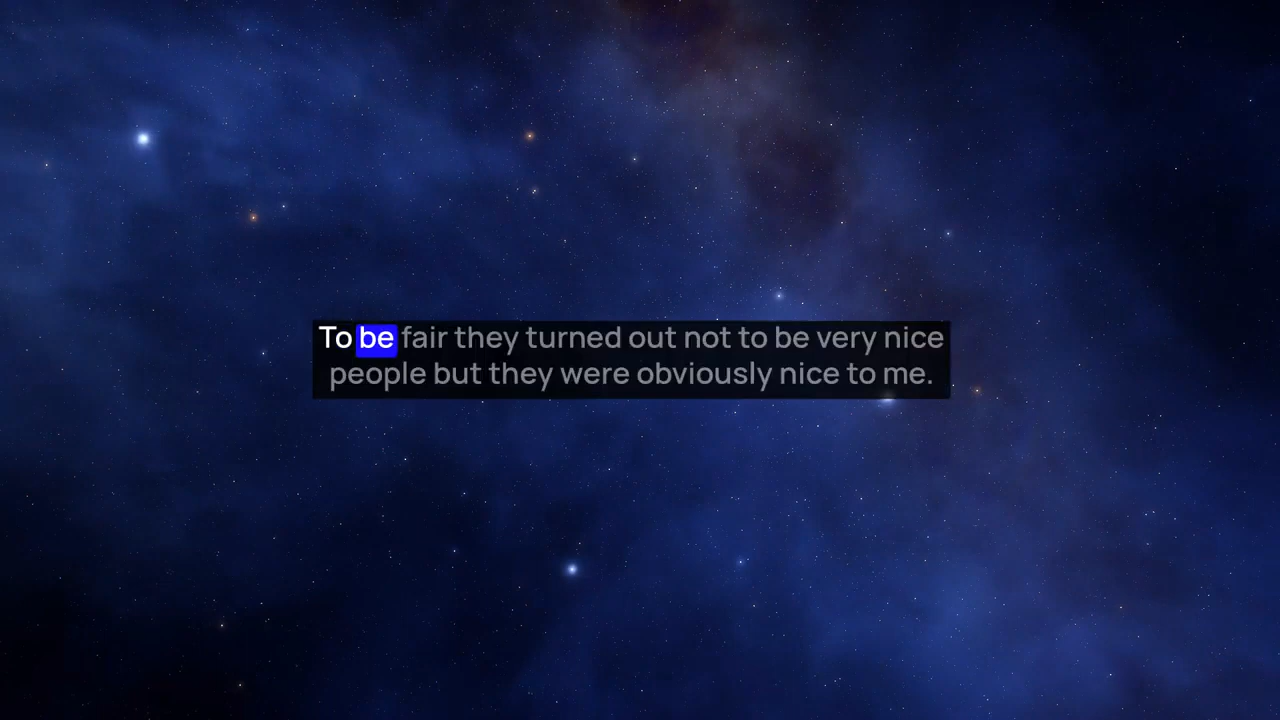 To be fair they turned out not to be very nice
people but they were obviously nice to me.